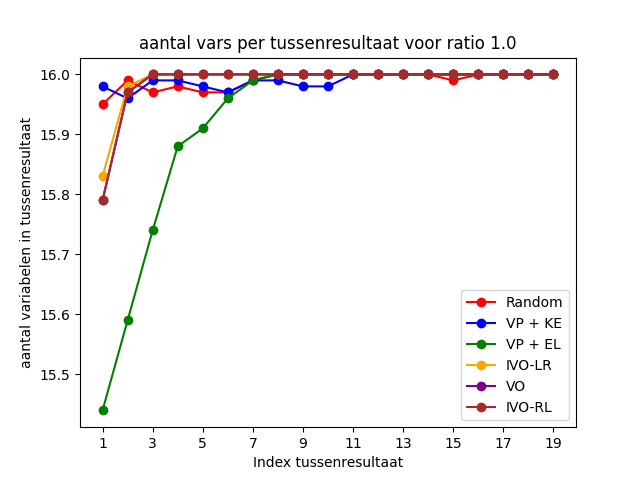 aantal vars per tussenresultaat voor ratio 1.0
aantal variabelen in tussenresultaat
16.0
15.9
15.8
15.7
15.6
15.5
Random
VP + KE
VP + EL
IVO-LR
VO
IVO-RL
1 3 5 7 9 11 13 15 17 19
Index tussenresultaat